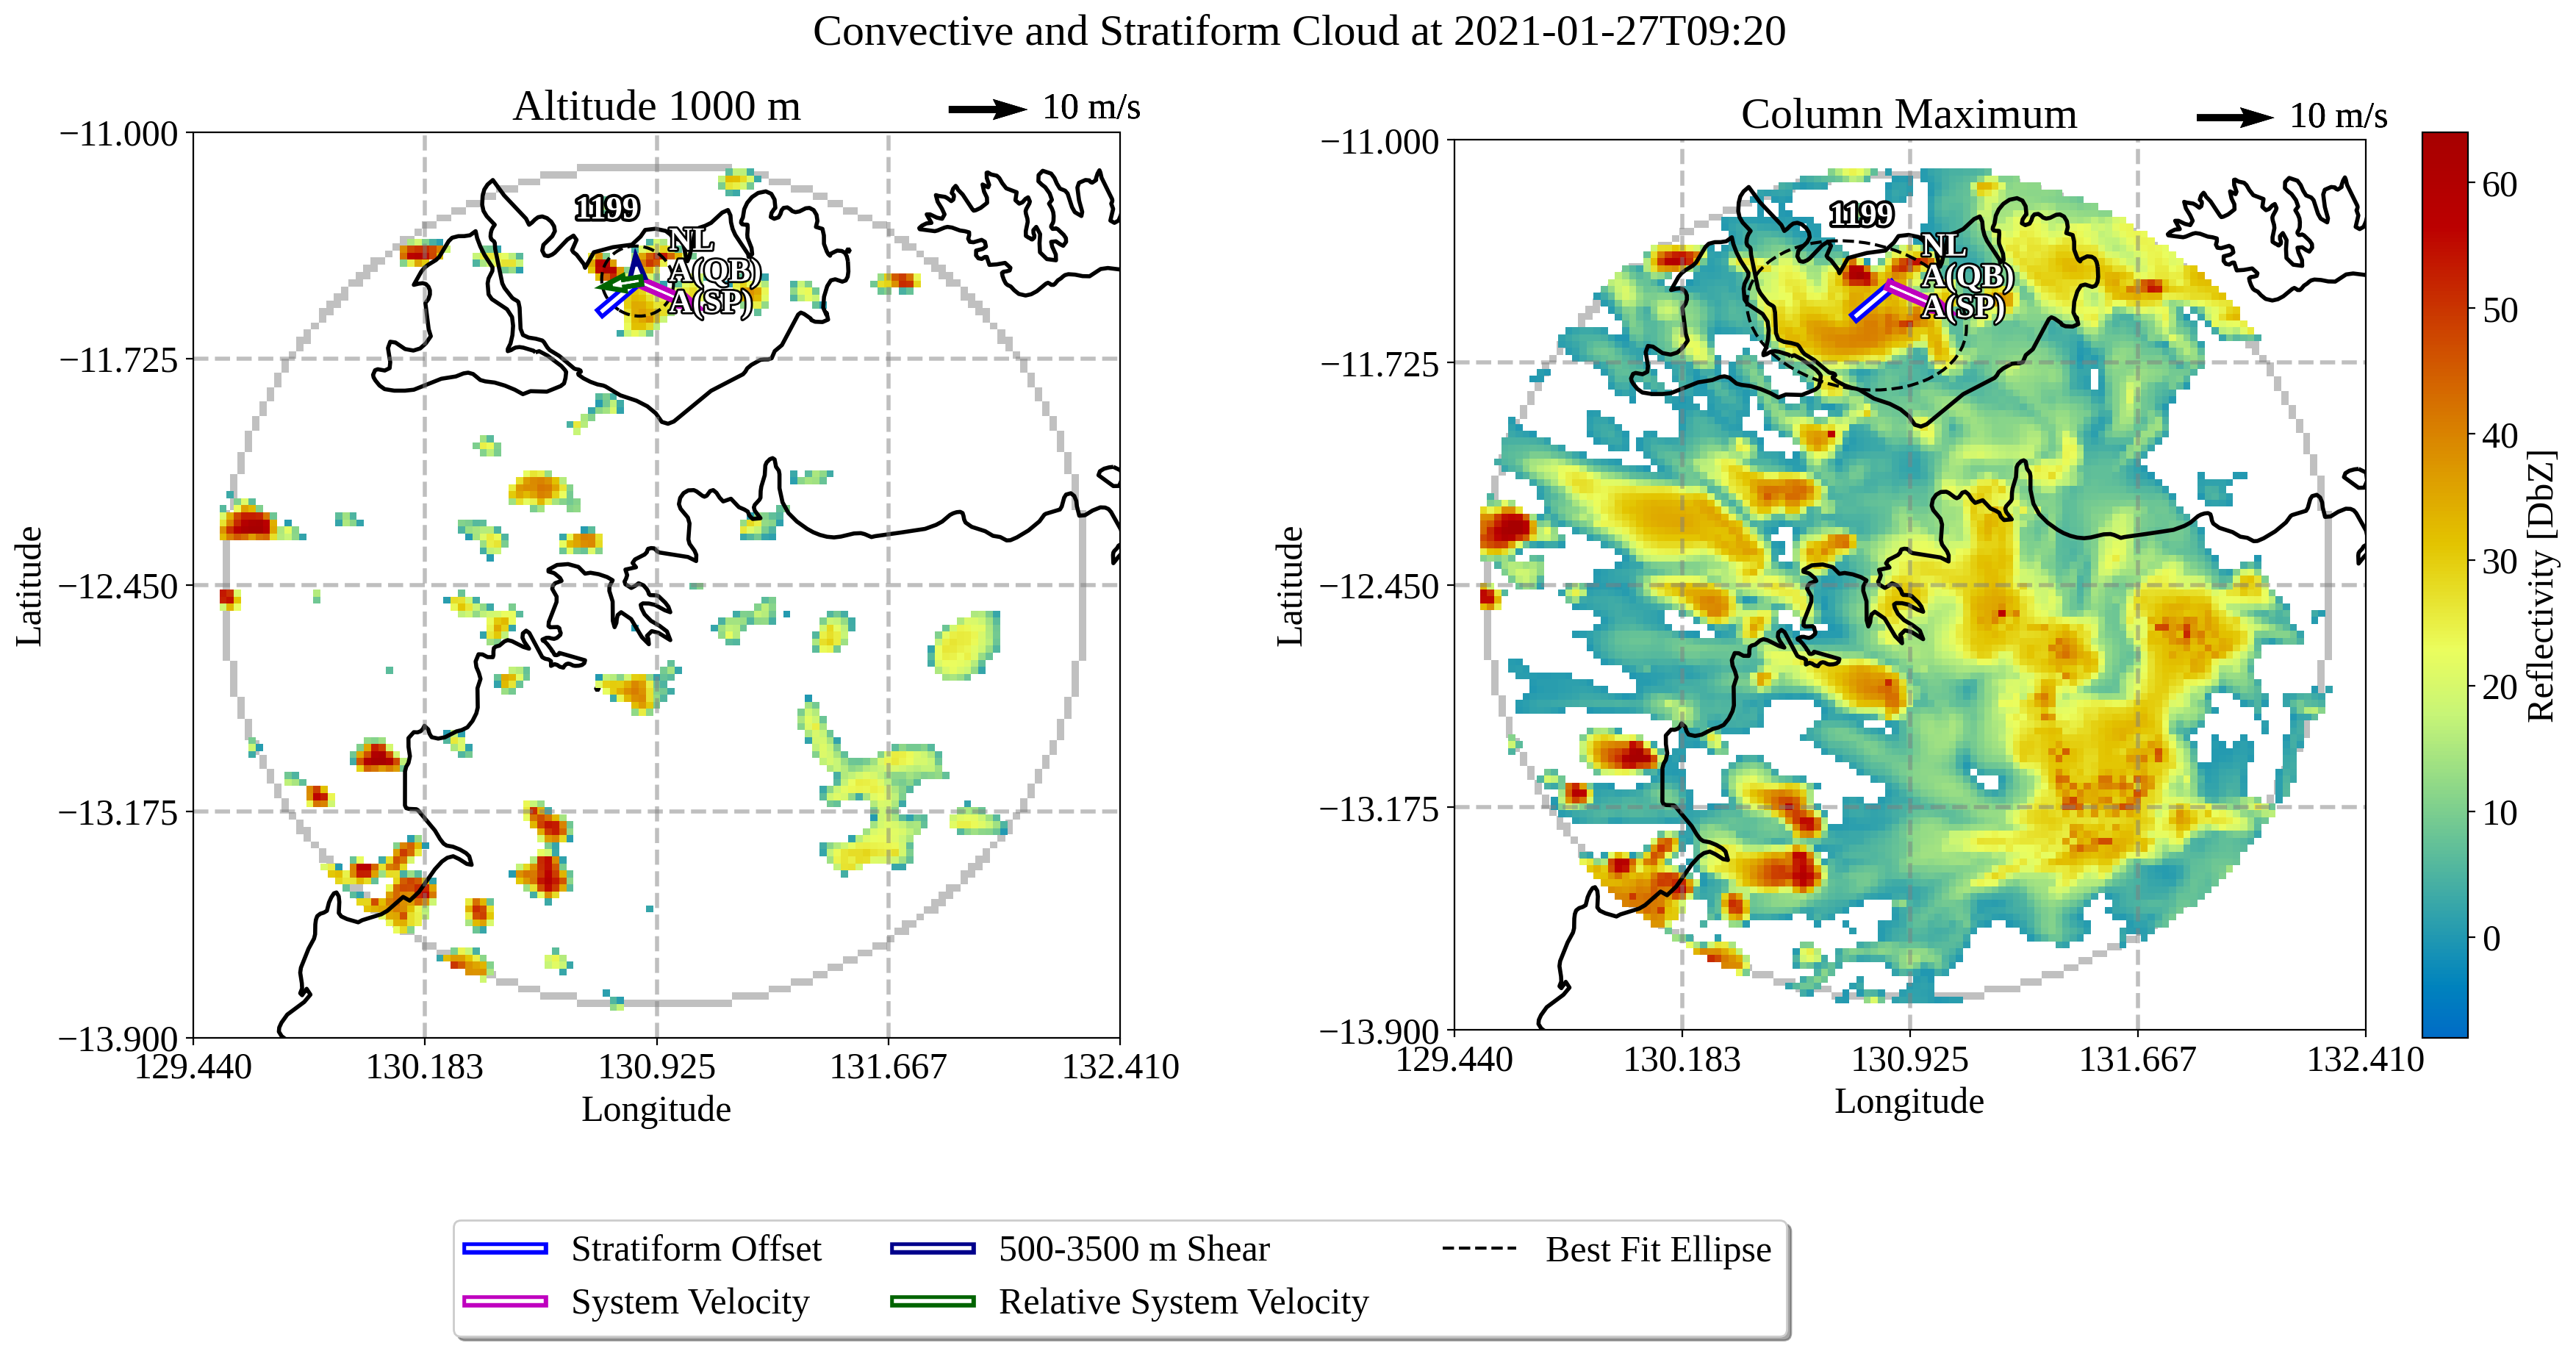 Convective and Stratiform Cloud at 2021-01-27T09:20
Altitude 1000 m
10 m/s
−11.000
−11.725
−12.450
−13.175
−13.900
Latitude
129.440
130.183
130.925
131.667
132.410
Longitude
1199
NL
A(QB)
A(SP)
Column Maximum
10 m/s
−11.000
−11.725
−12.450
−13.175
−13.900
Latitude
129.440
130.183
130.925
131.667
132.410
Longitude
1199
NL
A(QB)
A(SP)
60
50
40
30
20
10
0
Reflectivity [DbZ]
Stratiform Offset
System Velocity
500-3500 m Shear
Relative System Velocity
Best Fit Ellipse